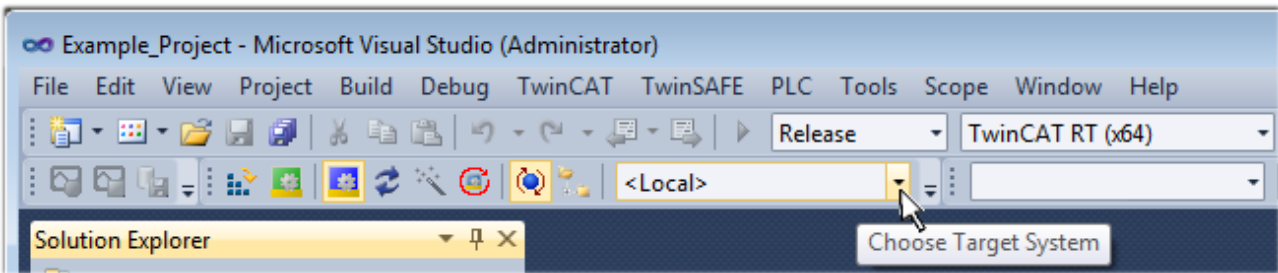 Example_Project - Microsoft Visual Studio (Administrator)
File Edit View Project Build Debug TwinCAT TwinSAFE PLC Tools Scope Window Help
Release TwinCAT RT (x64)
<Local>
Solution Explorer
Choose Target System